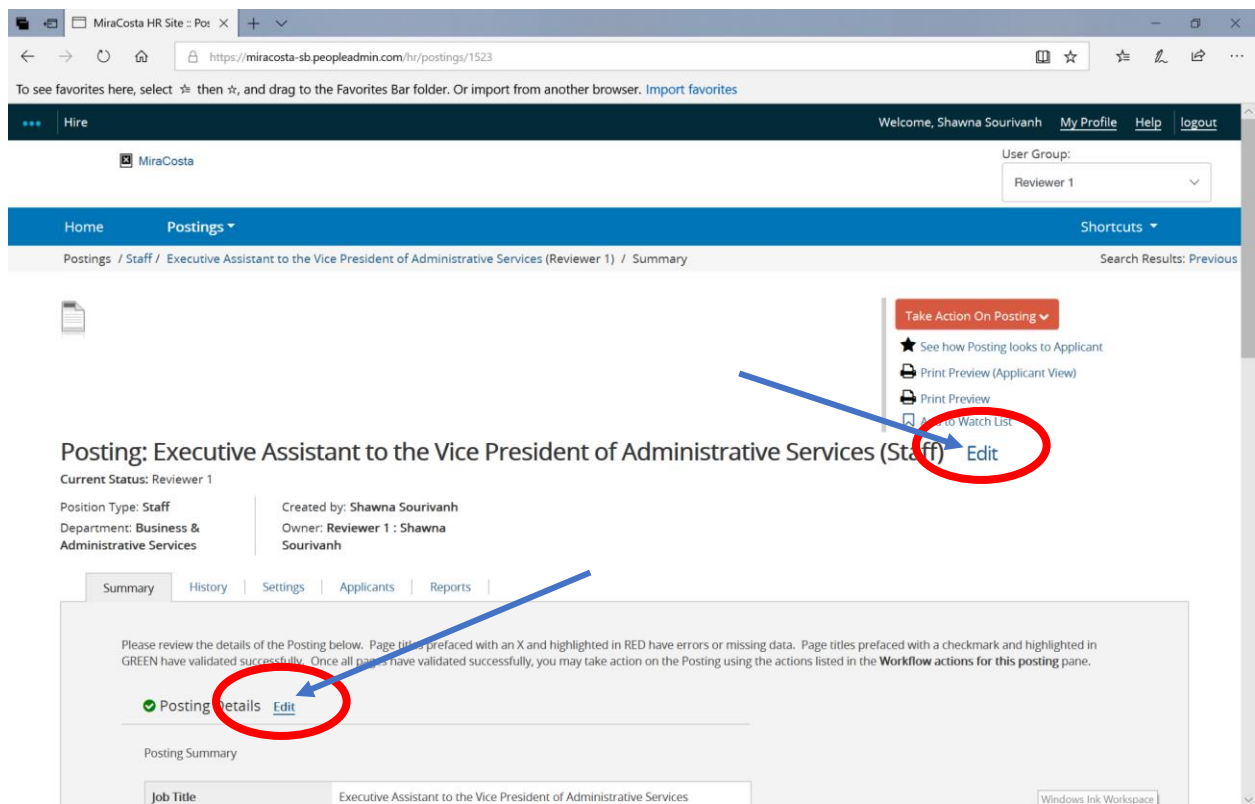 MiraCosta HR Site :: Pos
https://miracosta-sb.peopleadmin.com/hr/postings/1523
To see favorites here, select then, and drag to the Favorites Bar folder. Or import from another browser. Import favorites
Hire Welcome, Shawna Sourivanh My Profile Help logout
MiraCosta
User Group:
Reviewer 1
Home Postings Shortcuts
Postings / Staff / Executive Assistant to the Vice President of Administrative Services (Reviewer 1) / Summary Search Results: Previous
Take Action On Posting
See how Posting looks to Applicant
Print Preview (Applicant View)
Print Preview
to Watch List
Posting: Executive Assistant to the Vice President of Administrative Services (Staff) Edit
Current Status: Reviewer 1
Position Type: Staff Created by: Shawna Sourivanh
Department: Business & Owner: Reviewer 1 : Shawna
Administrative Services Sourivanh
Summary History Settings Applicants Reports
Please review the details of the Posting below. Page titles prefaced with an X and highlighted in RED have errors or missing data. Page titles prefaced with a checkmark and highlighted in
GREEN have validated successfully. Once all pages have validated successfully, you may take action on the Posting using the actions listed in the Workflow actions for this posting pane.
Posting Details Edit
Posting Summary
Job Title Executive Assistant to the Vice President of Administrative Services
Windows Ink Workspace